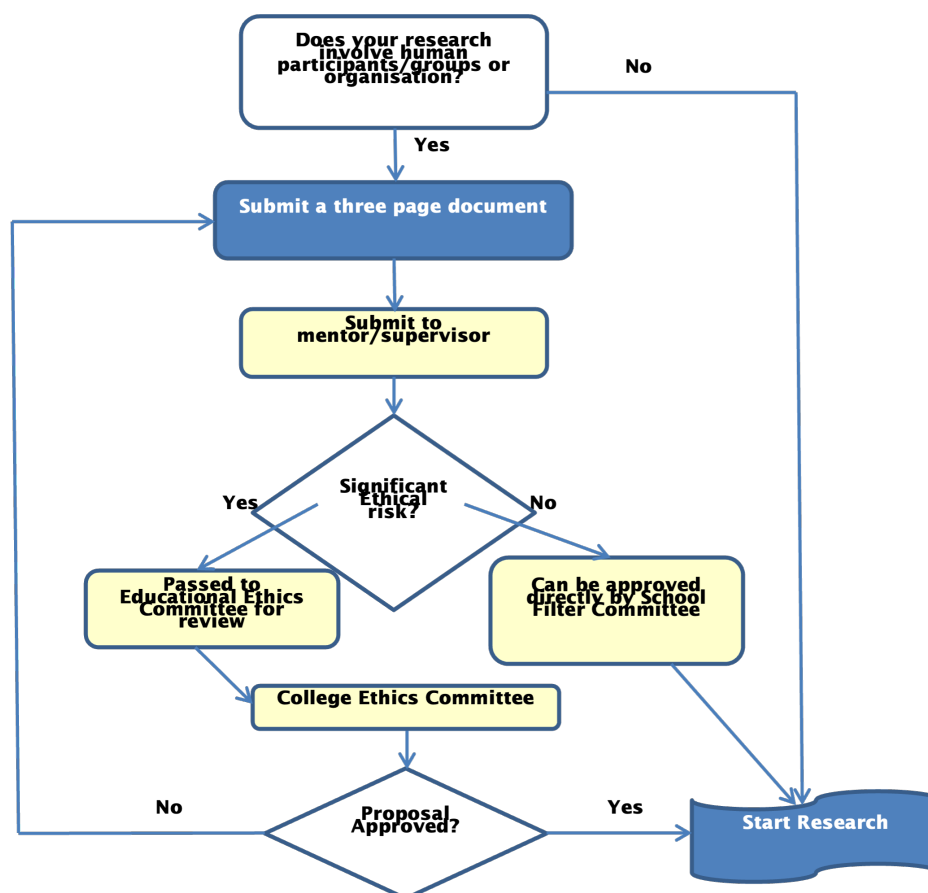 Does your research
involve human
participants/groups or
organisation?
No
Yes
Submit a three page document
Submit to
mentor/supervisor
Significant
Ethical
risk?
Yes
No
Passed to
Educational Ethics
Committee for
review
Can be approved
directly by School
Filter Committee
College Ethics Committee
No
Proposal
Approved?
Yes
Start Research